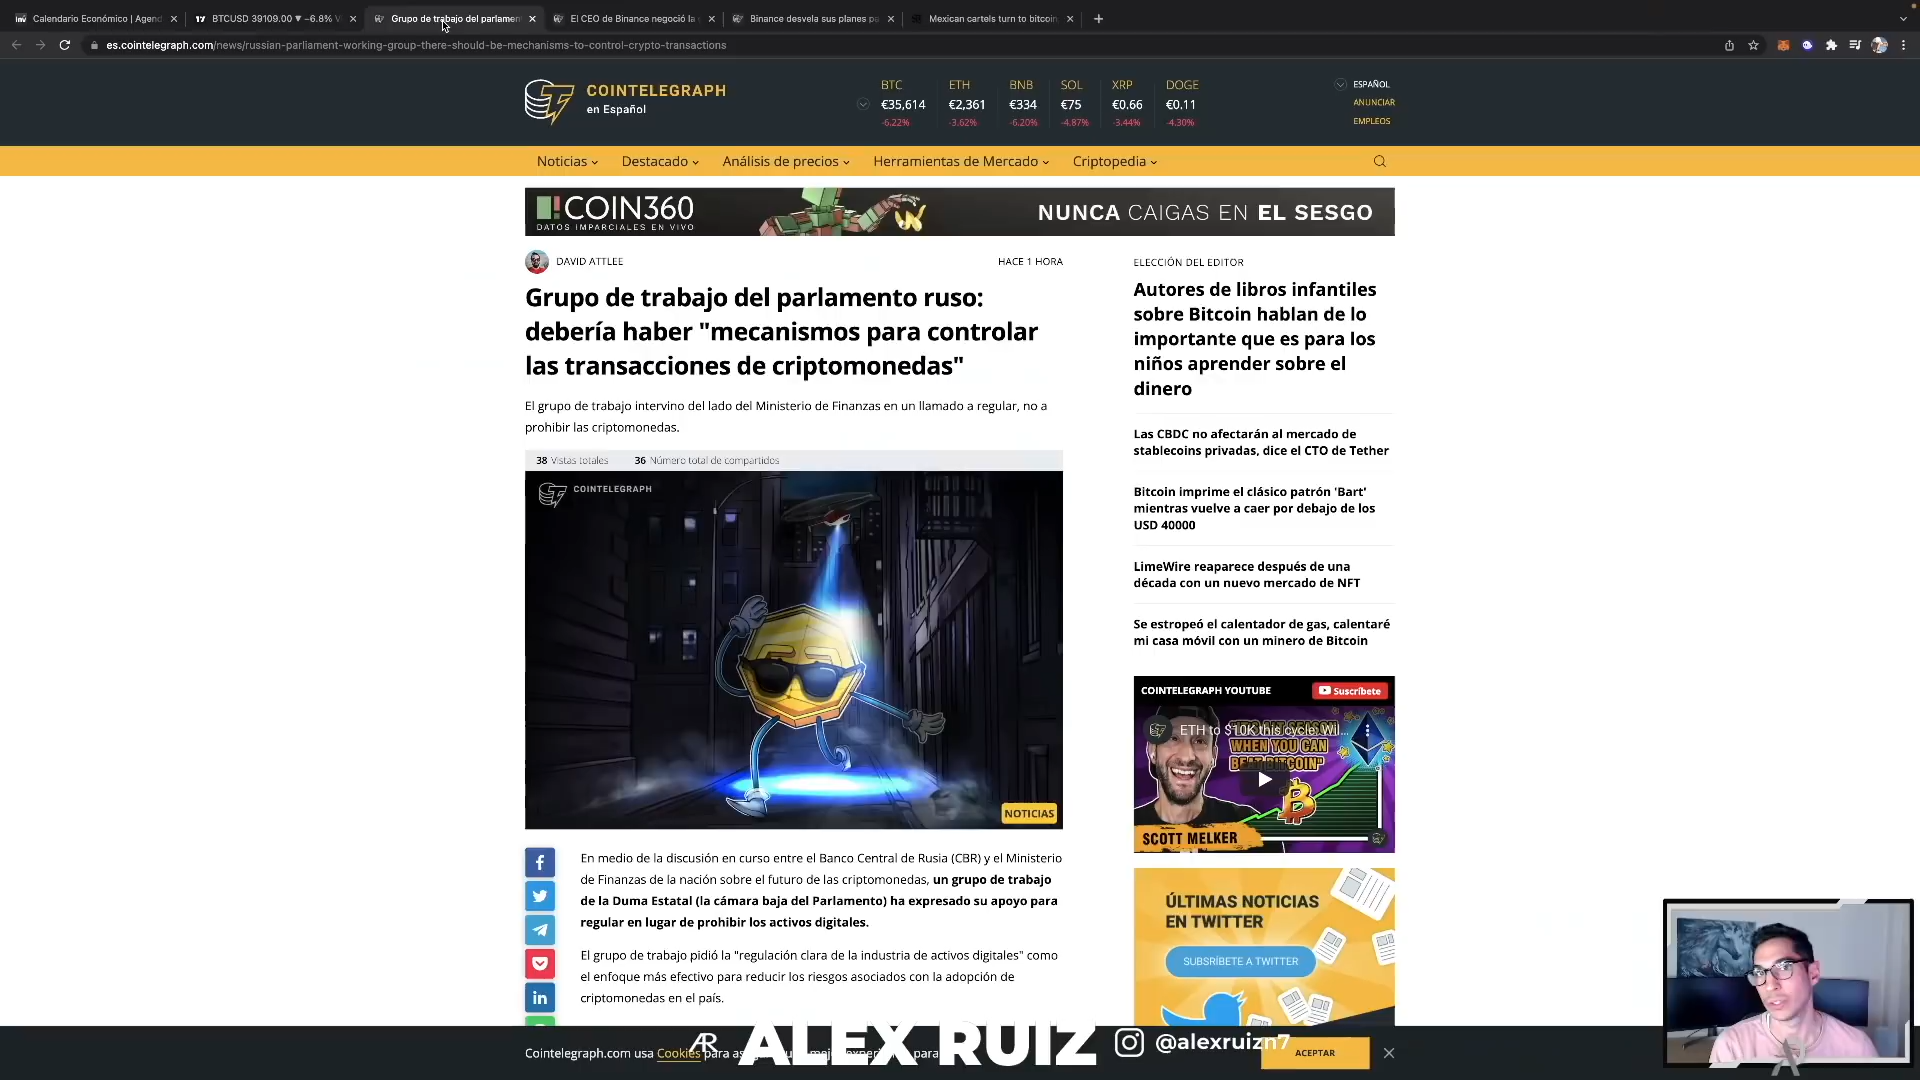 Calendario Económico | Agend
BTCUSD 39109.00 ▼ −6.8% V
Grupo de trabajo del parlamen
El CEO de Binance negoció la
Binance desvela sus planes pa
Mexican cartels turn to bitcoin
es.cointelegraph.com/news/russian-parliament-working-group-there-should-be-mechanisms-to-control-crypto-transactions
COINTELEGRAPH
en Español
BTC ETH BNB SOL XRP DOGE
€35,614 €2,361 €334 €75 €0.66 €0.11
-6.22% -3.62% -6.20% -4.87% -3.44% -4.30%
ESPAÑOL
ANUNCIAR
EMPLEOS
Noticias Destacado Análisis de precios Herramientas de Mercado Criptopedia
COIN360
DATOS IMPARCIALES EN VIVO
NUNCA CAIGAS EN EL SESGO
DAVID ATTLEE
HACE 1 HORA
Grupo de trabajo del parlamento ruso:
debería haber "mecanismos para controlar
las transacciones de criptomonedas"
El grupo de trabajo intervino del lado del Ministerio de Finanzas en un llamado a regular, no a
prohibir las criptomonedas.
38 Vistas totales 36 Número total de compartidos
COINTELEGRAPH
NOTICIAS
En medio de la discusión en curso entre el Banco Central de Rusia (CBR) y el Ministerio
de Finanzas de la nación sobre el futuro de las criptomonedas, un grupo de trabajo
de la Duma Estatal (la cámara baja del Parlamento) ha expresado su apoyo para
regular en lugar de prohibir los activos digitales.
El grupo de trabajo pidió la "regulación clara de la industria de activos digitales" como
el enfoque más efectivo para reducir los riesgos asociados con la adopción de
criptomonedas en el país.
ELECCIÓN DEL EDITOR
Autores de libros infantiles
sobre Bitcoin hablan de lo
importante que es para los
niños aprender sobre el
dinero
Las CBDC no afectarán al mercado de
stablecoins privadas, dice el CTO de Tether
Bitcoin imprime el clásico patrón 'Bart'
mientras vuelve a caer por debajo de los
USD 40000
LimeWire reaparece después de una
década con un nuevo mercado de NFT
Se estropeó el calentador de gas, calentaré
mi casa móvil con un minero de Bitcoin
COINTELEGRAPH YOUTUBE
Suscríbete
ETH to $10K this cycle. Wil...
WHEN YOU CAN
BEAT BITCOIN"
SCOTT MELKER
ÚLTIMAS NOTICIAS
EN TWITTER
SUBSRÍBETE A TWITTER
Cointelegraph.com usa Cookies para
ALEX RUIZ @alexruizn7
ACEPTAR